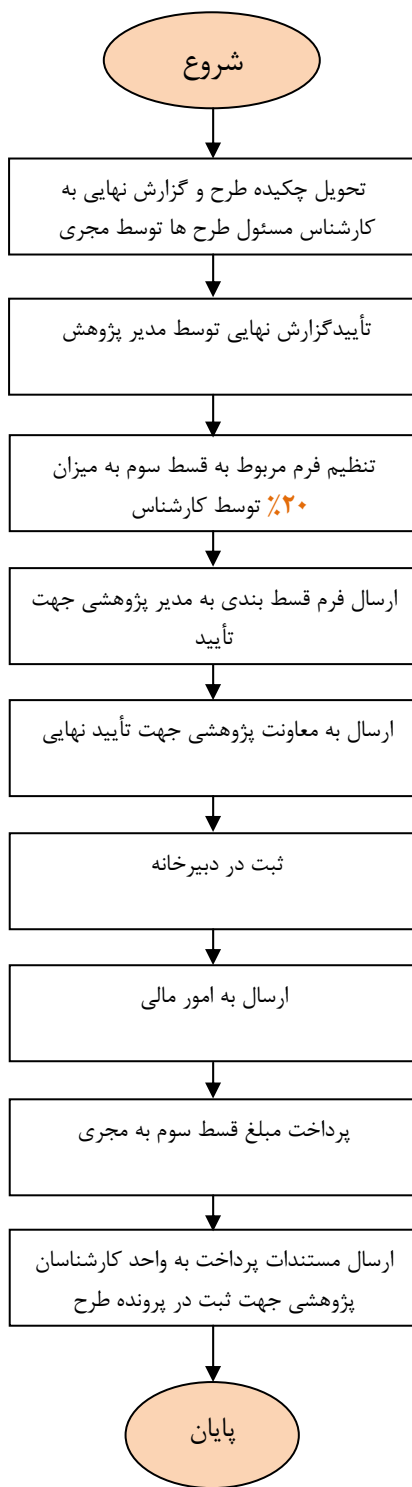 شروع
تحویل چکیده طرح و گزارش نهایی به
کارشناس مسئول طرح ها توسط مجری
تأییدگزارش نهایی توسط مدیر پژوهش
تنظیم فرم مربوط به قسط سوم به میزان
۲۰٪ توسط کارشناس
ارسال فرم قسط بندی به مدیر پژوهشی جهت
تأیید
ارسال به معاونت پژوهشی جهت تأیید نهایی
ثبت در دبیرخانه
ارسال به امور مالی
پرداخت مبلغ قسط سوم به مجری
ارسال مستندات پرداخت به واحد کارشناسان
پژوهشی جهت ثبت در پرونده طرح
پایان